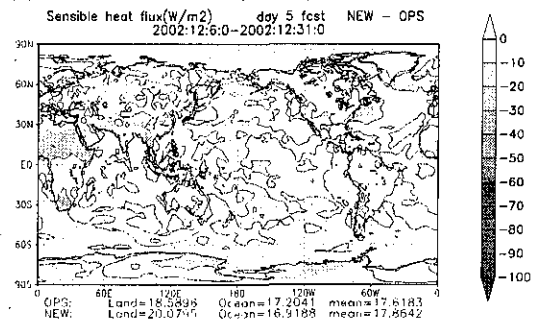 Sensible heat flux(W/m2) day 5 fcst NEW – OPS
2002:12:6:0–2002:12:31:0
90N
60N
30N
EQ
30S
60S
90S
0 60E 120E 180 120W 60W 0
OPS: Land=18.5896 Ocean=17.2041 mean=17.6183
NEW: Land=20.0795 Ocean=16.9188 mean=17.8642
0
-10
-20
-30
-40
-50
-60
-70
-80
-90
-100